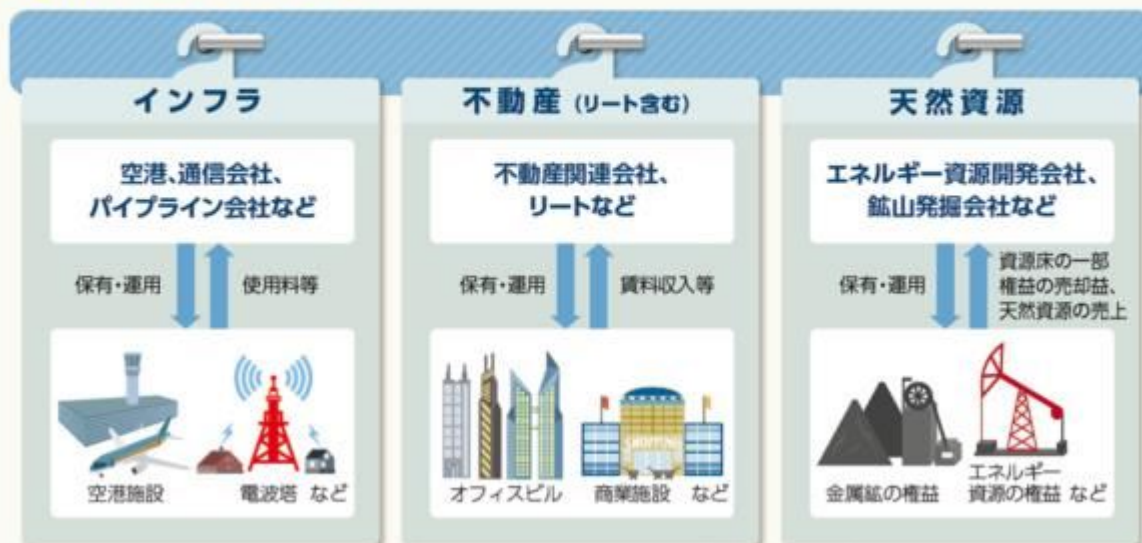 インフラ
空港、通信会社、
パイプライン会社など
保有・運用
使用料等
空港施設
電波塔 など
不動産 (リート含む)
不動産関連会社、
リートなど
保有・運用
賃料収入等
SHOPPING
オフィスビル
商業施設 など
天然資源
エネルギー資源開発会社、
鉱山発掘会社など
保有・運用
資源床の一部
権益の売却益、
天然資源の売上
金属鉱の権益
エネルギー
資源の権益 など